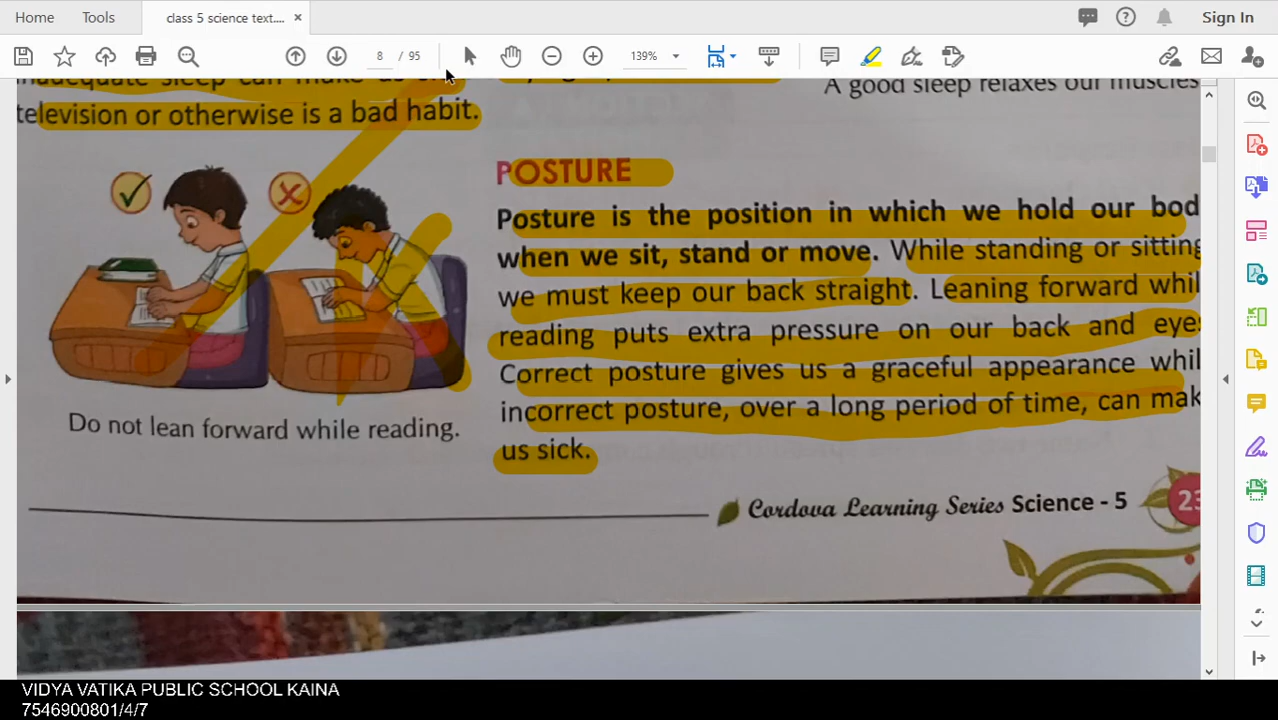 Home Tools class 5 science text.... × Sign In
8 / 95 139%
television or otherwise is a bad habit.
A good sleep relaxes our muscles
POSTURE
Posture is the position in which we hold our bod
when we sit, stand or move. While standing or sitting
we must keep our back straight. Leaning forward whil
reading puts extra pressure on our back and eyes
Correct posture gives us a graceful appearance whil
incorrect posture, over a long period of time, can mak
us sick.
Do not lean forward while reading.
Cordova Learning Series Science - 5 23
VIDYA VATIKA PUBLIC SCHOOL KAINA
7546900801/4/7